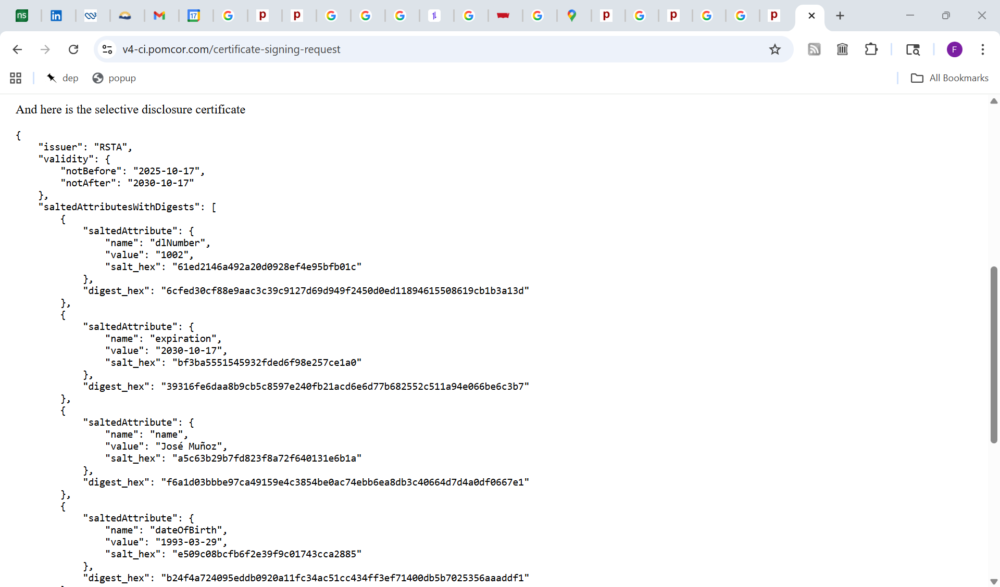 ns
17
v4-ci.pomcor.com/certificate-signing-request
F
dep
popup
All Bookmarks
And here is the selective disclosure certificate
{
    "issuer": "RSTA",
    "validity": {
        "notBefore": "2025-10-17",
        "notAfter": "2030-10-17"
    },
    "saltedAttributesWithDigests": [
        {
            "saltedAttribute": {
                "name": "dlNumber",
                "value": "1002",
                "salt_hex": "61ed2146a492a20d0928ef4e95bfb01c"
            },
            "digest_hex": "6cfed30cf88e9aac3c39c9127d69d949f2450d0ed11894615508619cb1b3a13d"
        },
        {
            "saltedAttribute": {
                "name": "expiration",
                "value": "2030-10-17",
                "salt_hex": "bf3ba5551545932fded6f98e257ce1a0"
            },
            "digest_hex": "39316fe6daa8b9cb5c8597e240fb21acd6e6d77b682552c511a94e066be6c3b7"
        },
        {
            "saltedAttribute": {
                "name": "name",
                "value": "José Muñoz",
                "salt_hex": "a5c63b29b7fd823f8a72f640131e6b1a"
            },
            "digest_hex": "f6a1d03bbbe97ca49159e4c3854be0ac74ebb6ea8db3c40664d7d4a0df0667e1"
        },
        {
            "saltedAttribute": {
                "name": "dateOfBirth",
                "value": "1993-03-29",
                "salt_hex": "e509c08bcfb6f2e39f9c01743cca2885"
            },
            "digest_hex": "b24f4a724095eddb0920a11fc34ac51cc434ff3ef71400db5b7025356aaaddf1"